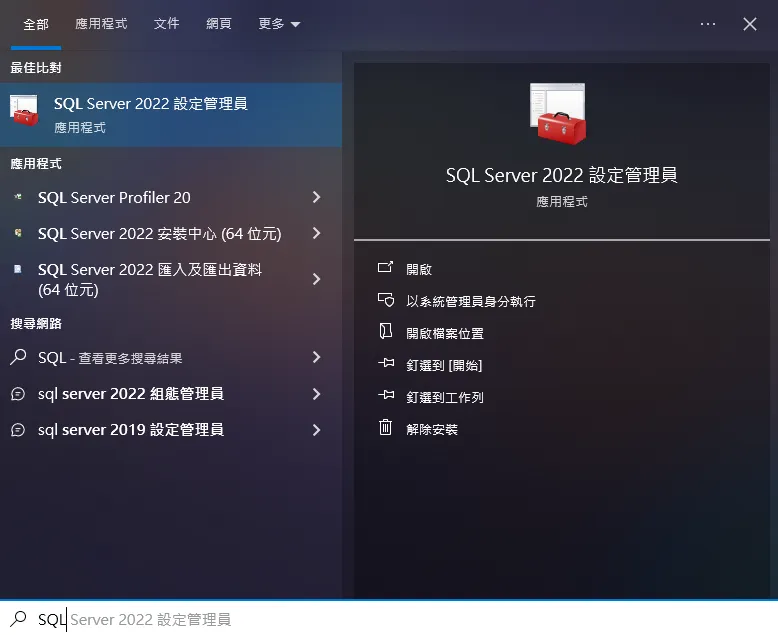 全部 應用程式 文件 網頁 更多 ...
最佳比對
SQL Server 2022 設定管理員
應用程式
應用程式
SQL Server Profiler 20
SQL Server 2022 安裝中心 (64 位元)
SQL Server 2022 匯入及匯出資料
(64 位元)
搜尋網路
SQL - 查看更多搜尋結果
sql server 2022 組態管理員
sql server 2019 設定管理員
SQL Server 2022 設定管理員
應用程式
開啟
以系統管理員身分執行
開啟檔案位置
釘選到 [開始]
釘選到工作列
解除安裝
SQL Server 2022 設定管理員